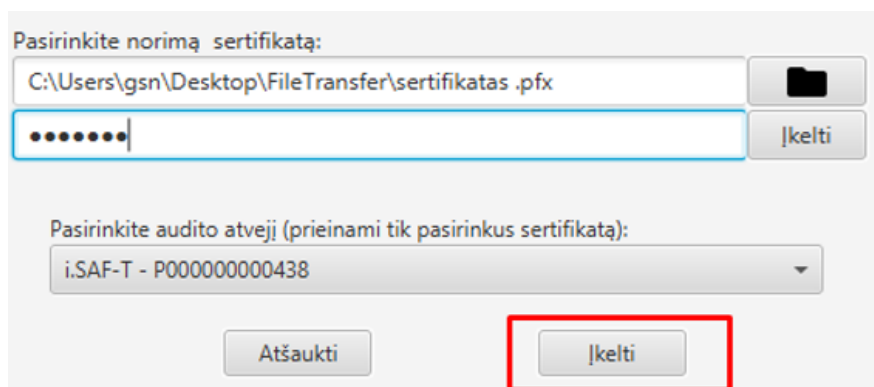 Pasirinkite norimą  sertifikatą:
C:\Users\gsn\Desktop\FileTransfer\sertifikatas .pfx
●●●●●●●
Įkelti
Pasirinkite audito atvejį (prieinami tik pasirinkus sertifikatą):
i.SAF-T - P000000000438
Atšaukti
Įkelti